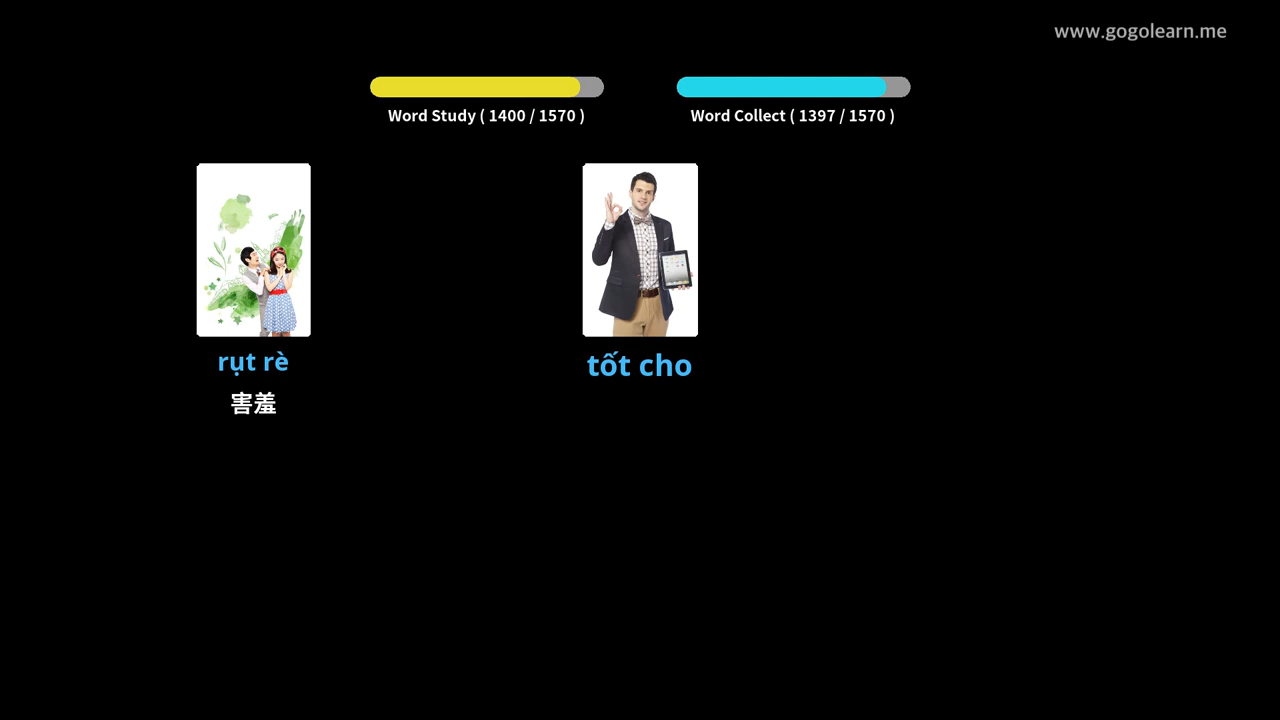 www.gogolearn.me
Word Study ( 1400 / 1570 )
Word Collect ( 1397 / 1570 )
rụt rè
害羞
tốt cho